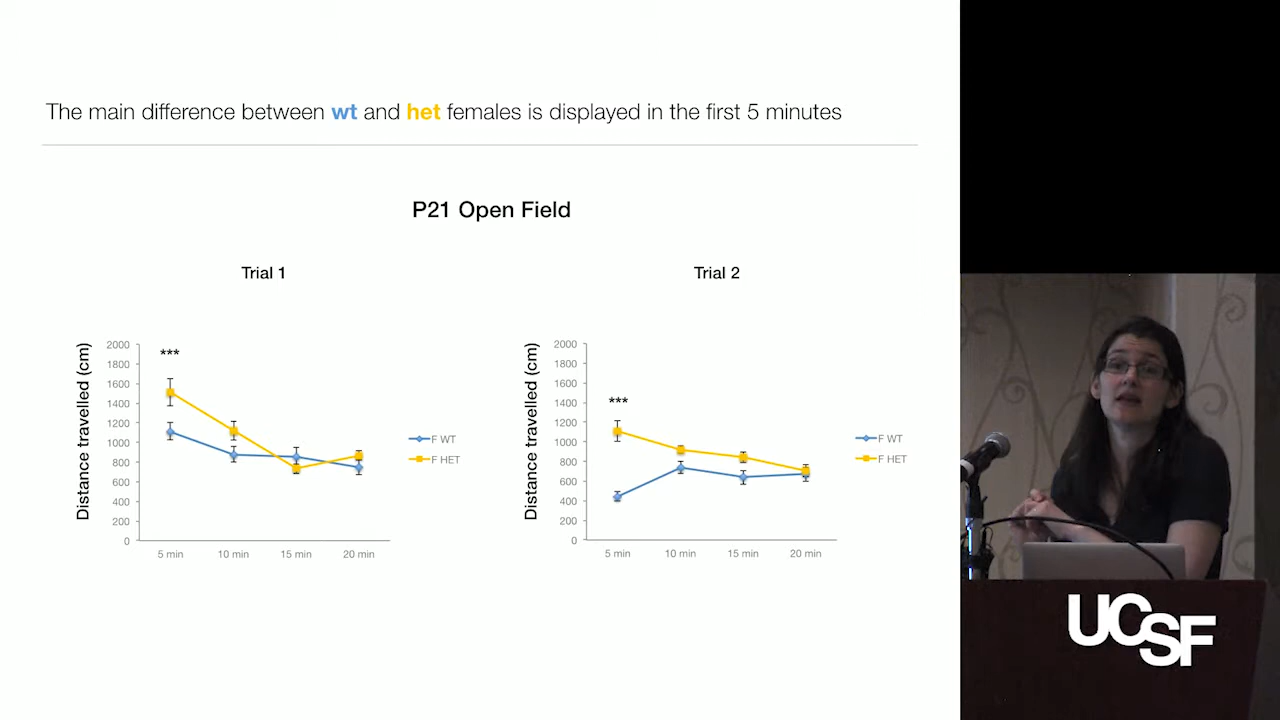 The main difference between wt and het females is displayed in the first 5 minutes
P21 Open Field
Trial 1
Distance travelled (cm)
2000
1800
1600
1400
1200
1000
800
600
400
200
0
***
5 min
10 min
15 min
20 min
F WT
F HET
Trial 2
Distance travelled (cm)
2000
1800
1600
1400
1200
1000
800
600
400
200
0
***
5 min
10 min
15 min
20 min
F WT
F HET
UCSF